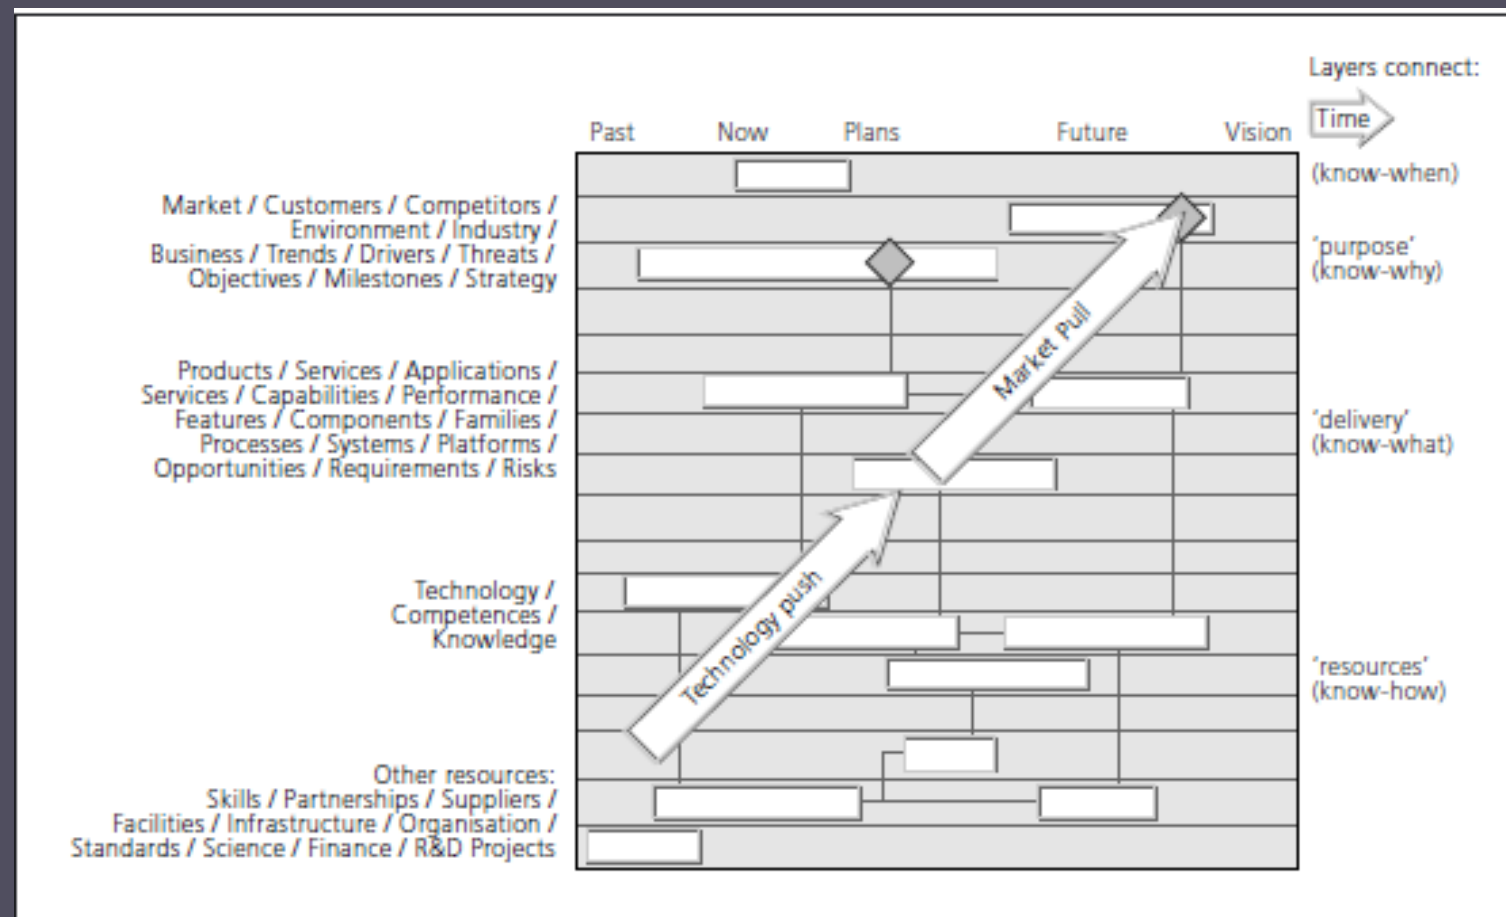 Layers connect:
Time
Past Now Plans Future Vision
(know-when)
Market / Customers / Competitors /
Environment / Industry /
Business / Trends / Drivers / Threats /
Objectives / Milestones / Strategy
'purpose'
(know-why)
Market Pull
Products / Services / Applications /
Services / Capabilities / Performance /
Features / Components / Families /
Processes / Systems / Platforms /
Opportunities / Requirements / Risks
'delivery'
(know-what)
Technology push
Technology /
Competences /
Knowledge
'resources'
(know-how)
Other resources:
Skills / Partnerships / Suppliers /
Facilities / Infrastructure / Organisation /
Standards / Science / Finance / R&D Projects